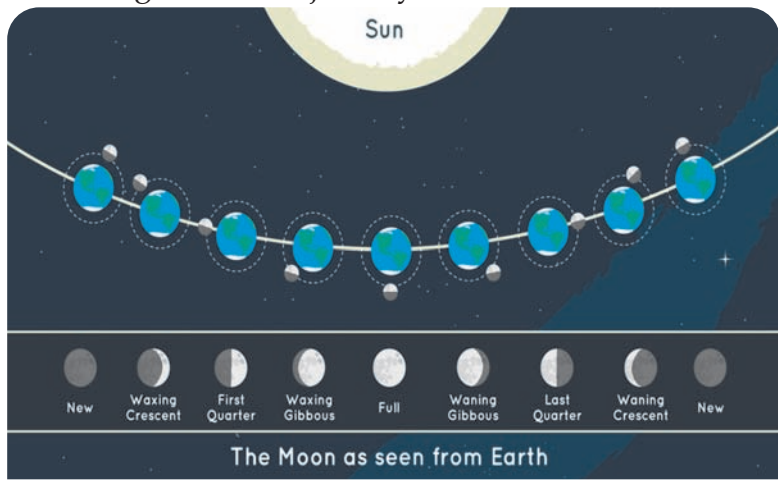 Sun
New
Waxing
Crescent
First
Quarter
Waxing
Gibbous
Full
Waning
Gibbous
Last
Quarter
Waning
Crescent
New
The Moon as seen from Earth